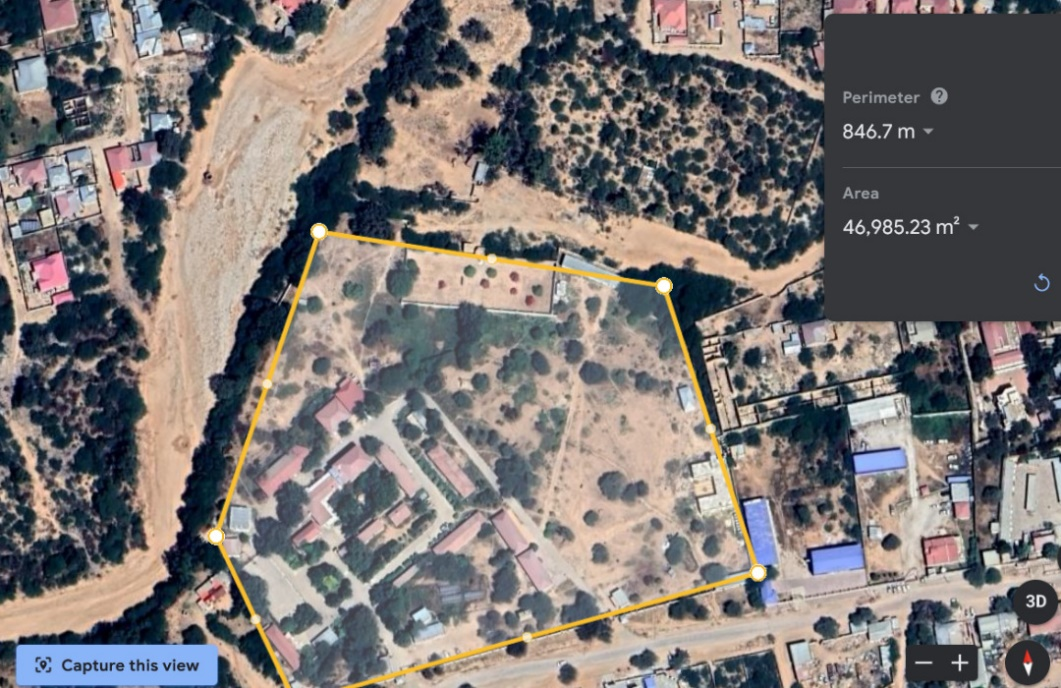 Perimeter
846.7 m
Area
46,985.23 m²
3D
Capture this view